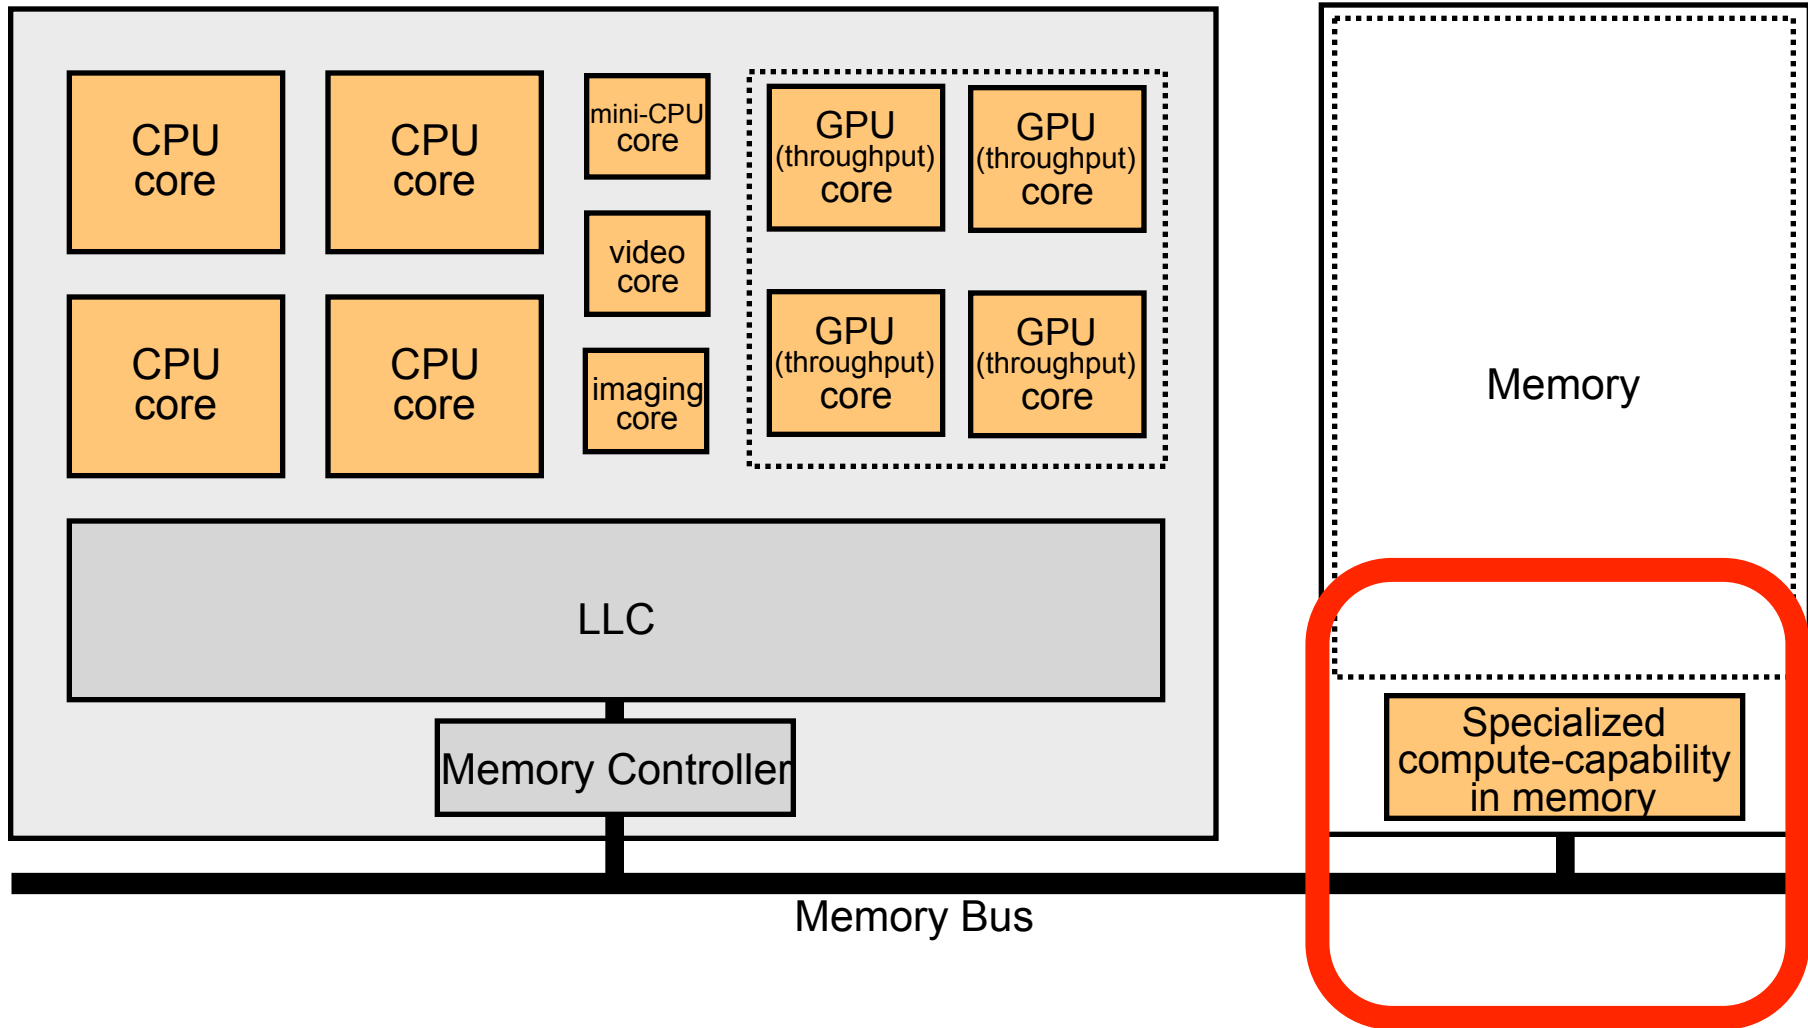 CPU
core
CPU
core
mini-CPU
core
video
core
imaging
core
GPU
(throughput)
core
GPU
(throughput)
core
CPU
core
CPU
core
GPU
(throughput)
core
GPU
(throughput)
core
LLC
Memory Controller
Memory Bus
Memory
Specialized
compute-capability
in memory